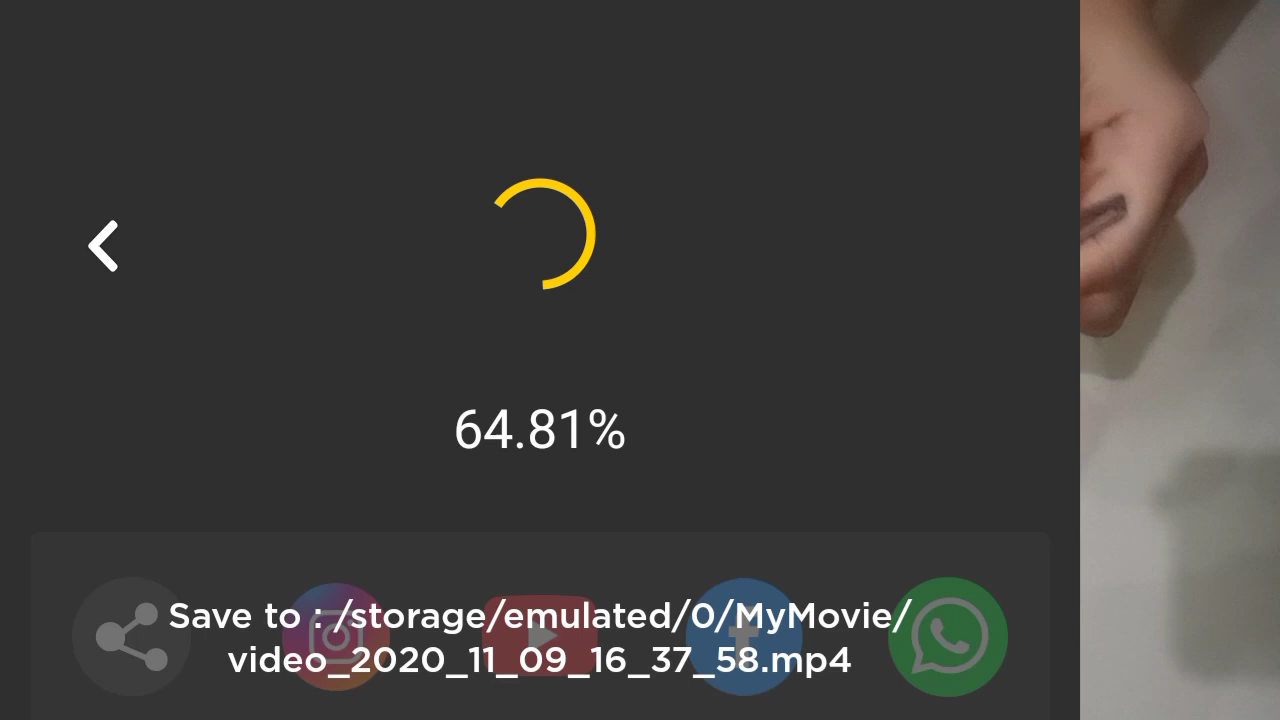 64.81%
Save to : /storage/emulated/0/MyMovie/
video_2020_11_09_16_37_58.mp4